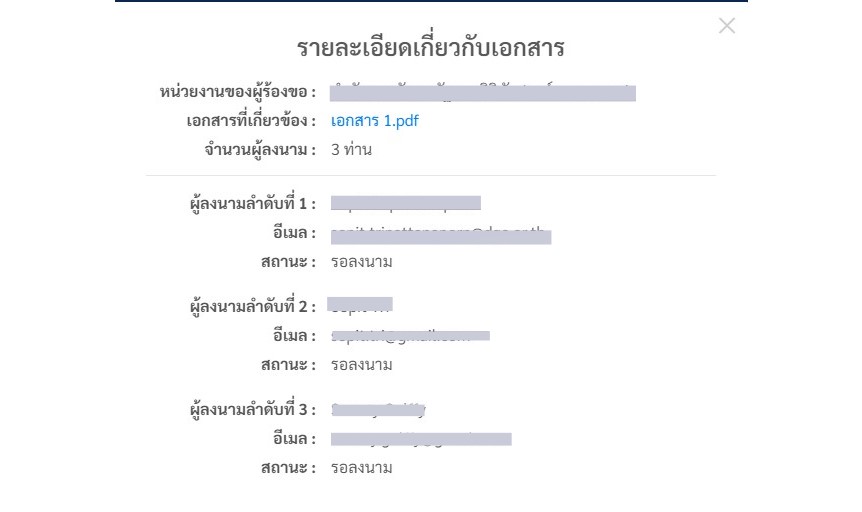 รายละเอียดเกี่ยวกับเอกสาร
หน่วยงานของผู้ร้องขอ :
เอกสารที่เกี่ยวข้อง : เอกสาร 1.pdf
จำนวนผู้ลงนาม : 3 ท่าน
ผู้ลงนามลำดับที่ 1 :
อีเมล :
สถานะ : รอลงนาม
ผู้ลงนามลำดับที่ 2 :
อีเมล :
สถานะ : รอลงนาม
ผู้ลงนามลำดับที่ 3 :
อีเมล :
สถานะ : รอลงนาม